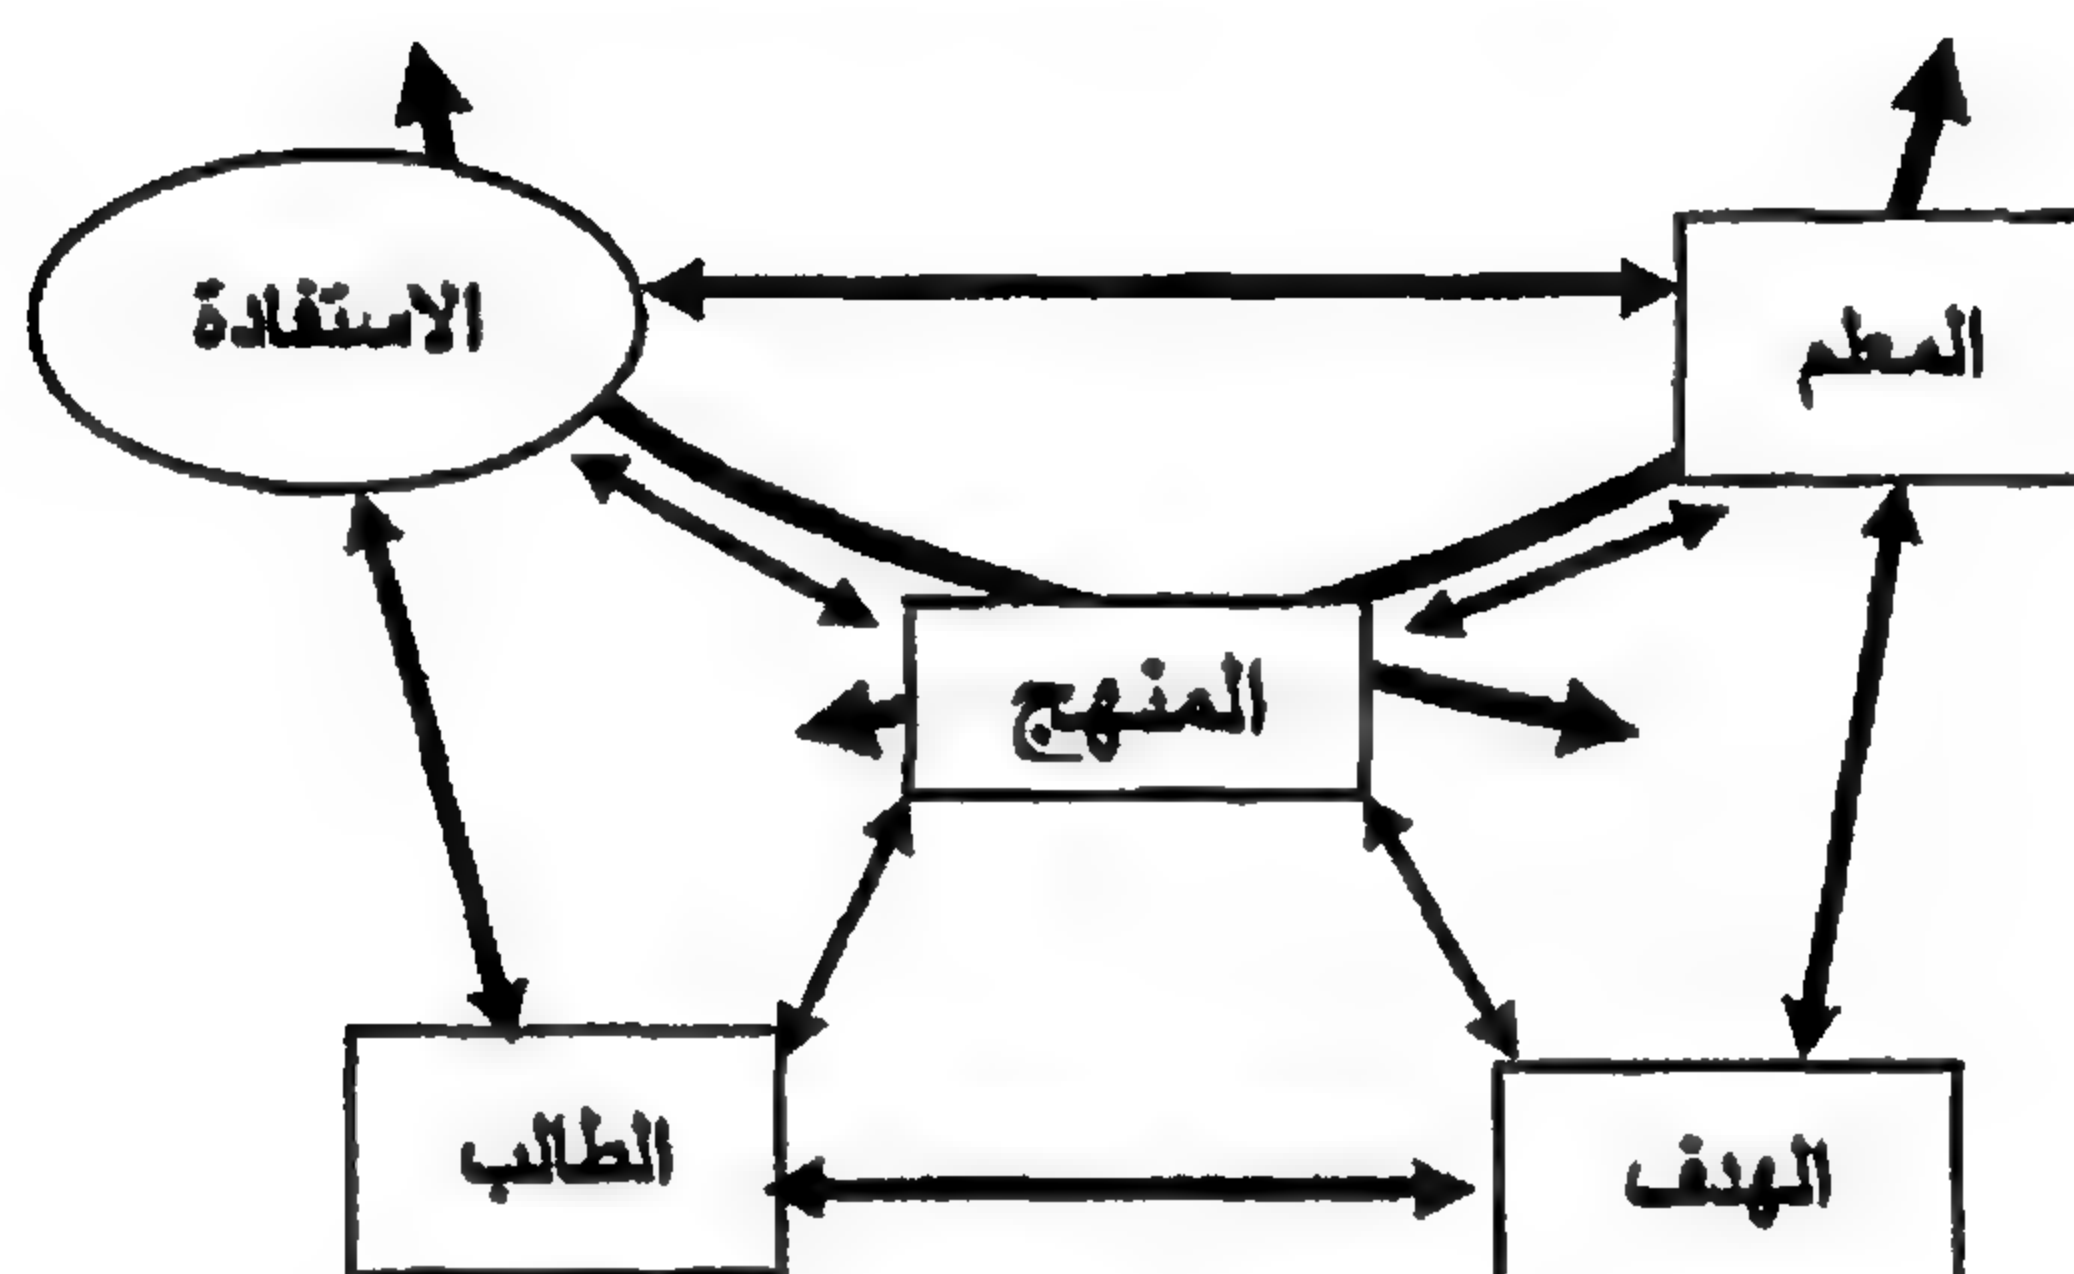 الاستفادة
المعلم
المنهج
الطالب
الهدف